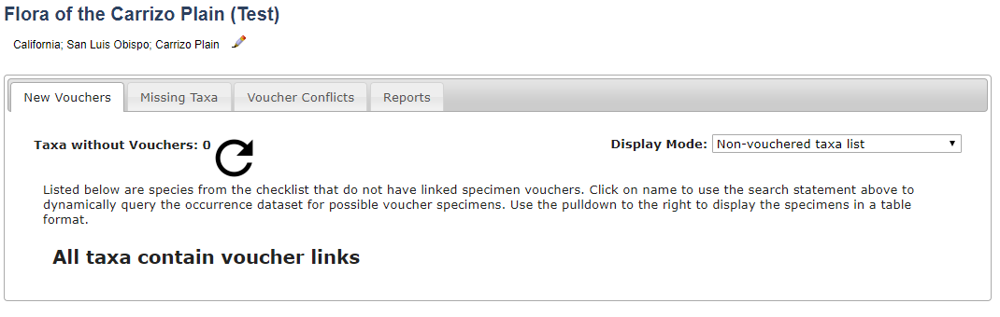 Flora of the Carrizo Plain (Test)
California; San Luis Obispo; Carrizo Plain
New Vouchers Missing Taxa Voucher Conflicts Reports
Taxa without Vouchers: 0 Display Mode: Non-vouchered taxa list
Listed below are species from the checklist that do not have linked specimen vouchers. Click on name to use the search statement above to
dynamically query the occurrence dataset for possible voucher specimens. Use the pulldown to the right to display the specimens in a table
format.
All taxa contain voucher links